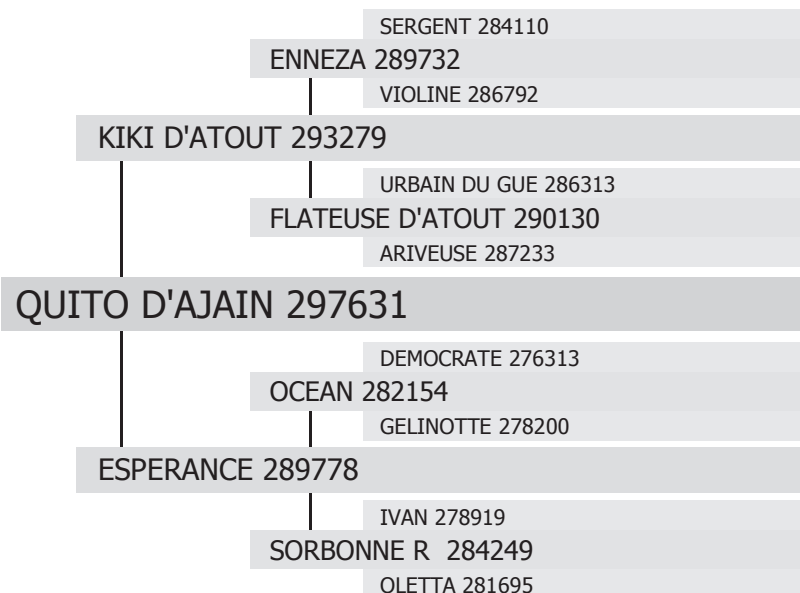 SERGENT 284110
ENNEZA 289732
VIOLINE 286792
KIKI D'ATOUT 293279
URBAIN DU GUE 286313
FLATEUSE D'ATOUT 290130
ARIVEUSE 287233
QUITO D'AJAIN 297631
DEMOCRATE 276313
OCEAN 282154
GELINOTTE 278200
ESPERANCE 289778
IVAN 278919
SORBONNE R  284249
OLETTA 281695